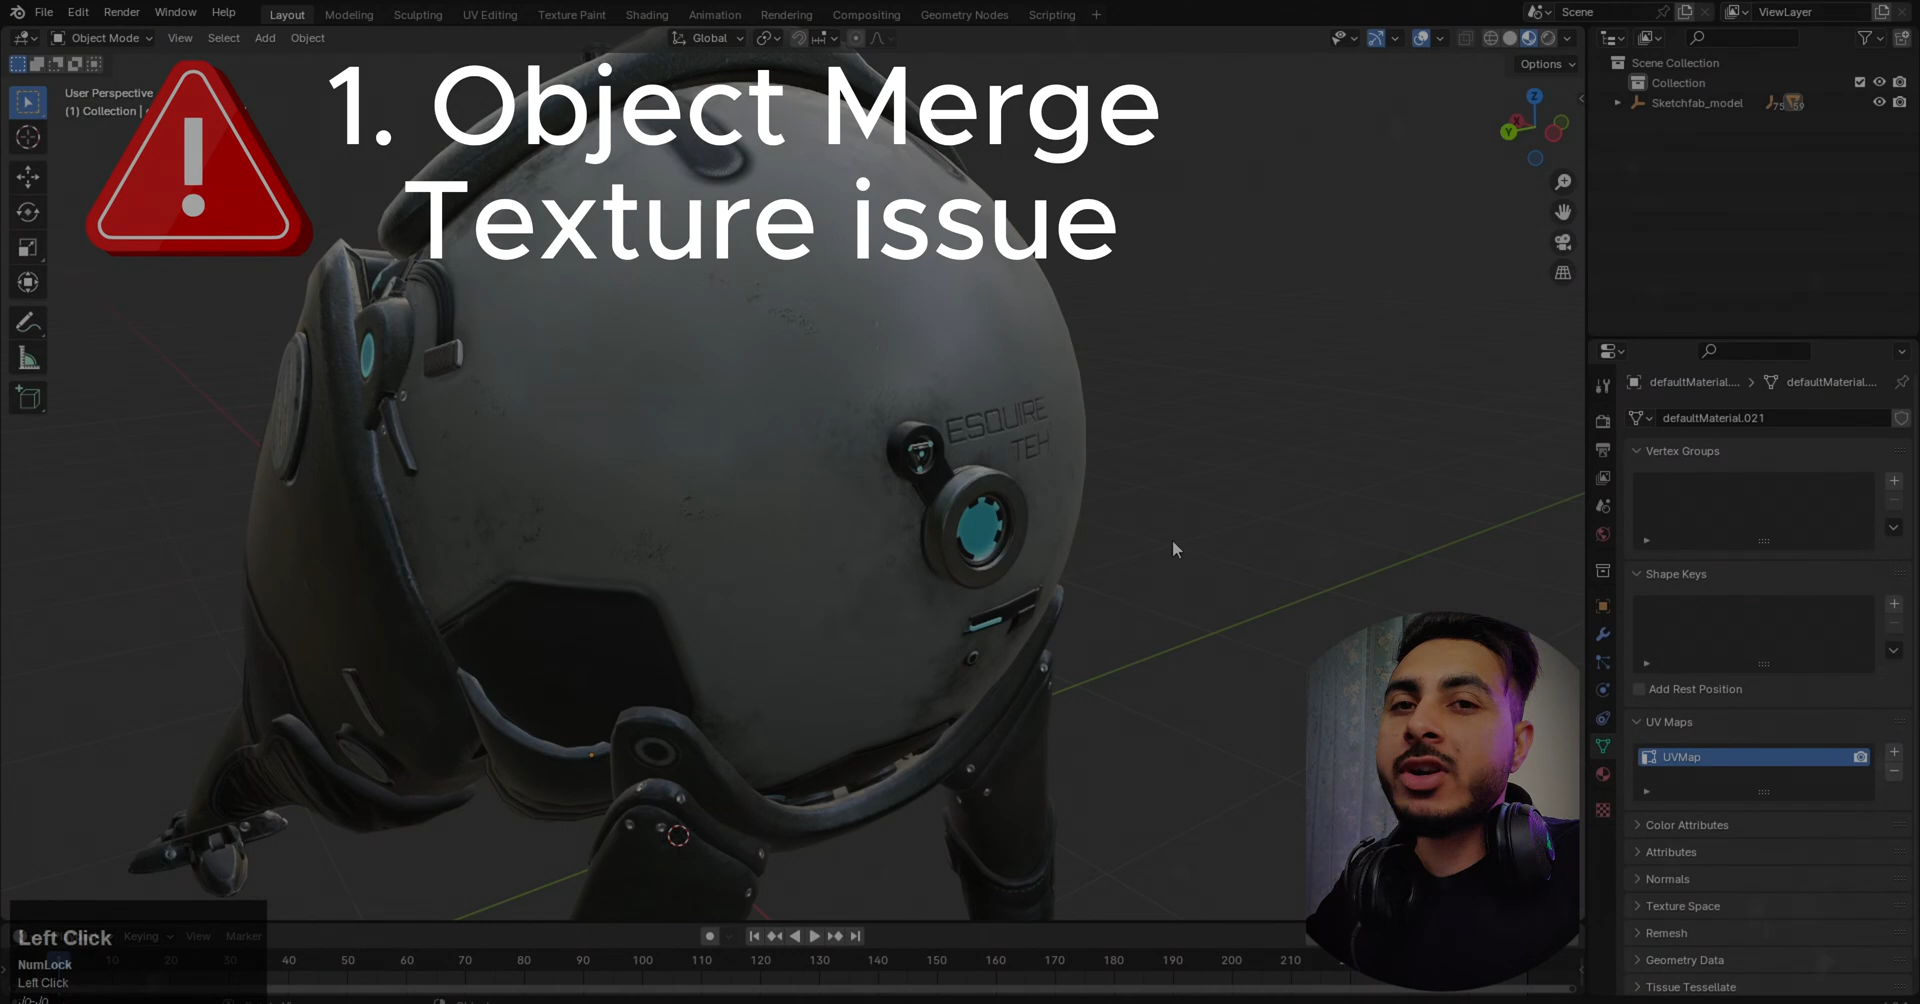 File Edit Render Window Help
Layout Modeling Sculpting UV Editing Texture Paint Shading Animation Rendering Compositing Geometry Nodes Scripting +
Scene
ViewLayer
Object Mode View Select Add Object
Global
Options
User Perspective
(1) Collection |
1. Object Merge
Texture issue
Z
X
Y
ESQUIRE
TEH
Scene Collection
Collection
Sketchfab_model
defaultMaterial.... > defaultMaterial....
defaultMaterial.021
Vertex Groups
Shape Keys
Add Rest Position
UV Maps
UVMap
Color Attributes
Attributes
Normals
Texture Space
Remesh
Geometry Data
Tissue Tessellate
Keying View Marker
Left Click
NumLock
Left Click
10 20 30 40 50 60 70 80 90 100 110 120 130 140 150 160 170 180 190 200 210